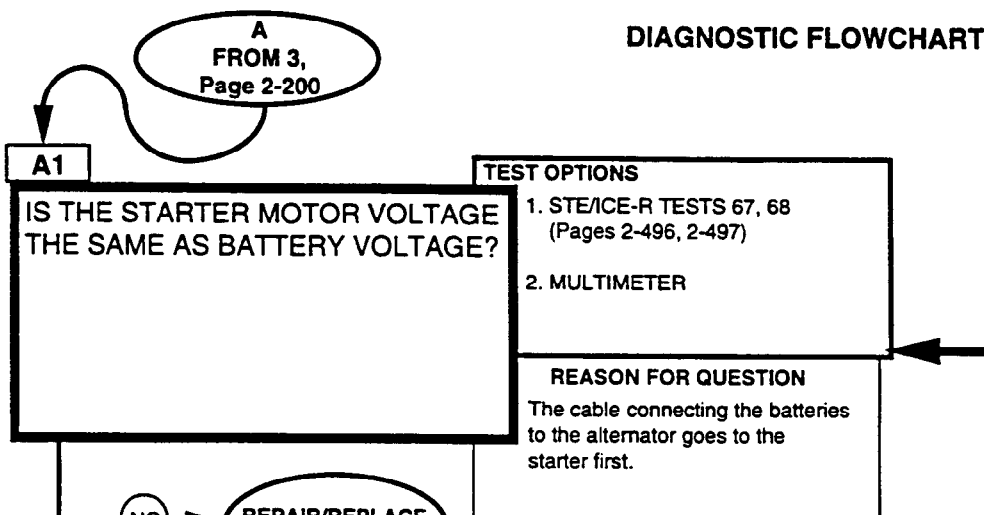 A
FROM 3,
Page 2-200
DIAGNOSTIC FLOWCHART
A1
IS THE STARTER MOTOR VOLTAGE
THE SAME AS BATTERY VOLTAGE?
TEST OPTIONS
1. STE/ICE-R TESTS 67, 68
(Pages 2-496, 2-497)
2. MULTIMETER
REASON FOR QUESTION
The cable connecting the batteries
to the alternator goes to the
starter first.
NO
REPAIR/REPLACE